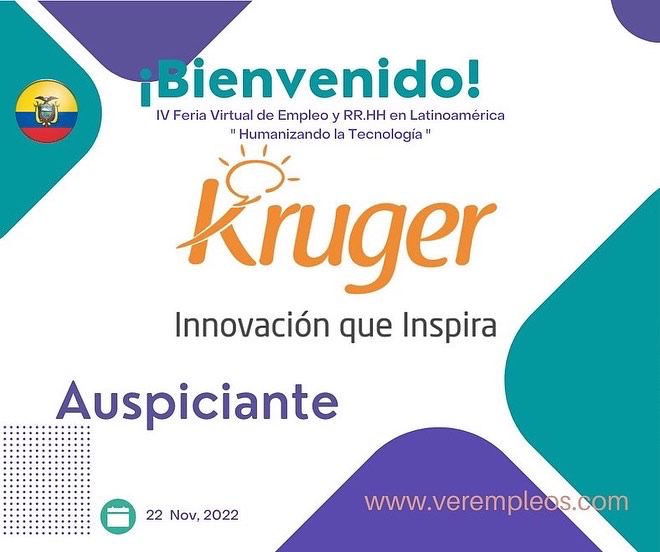 ¡Bienvenido!
IV Feria Virtual de Empleo y RR.HH en Latinoamérica
" Humanizando la Tecnología "
Kruger
Innovación que Inspira
Auspiciante
22 Nov, 2022
www.verempleos.com